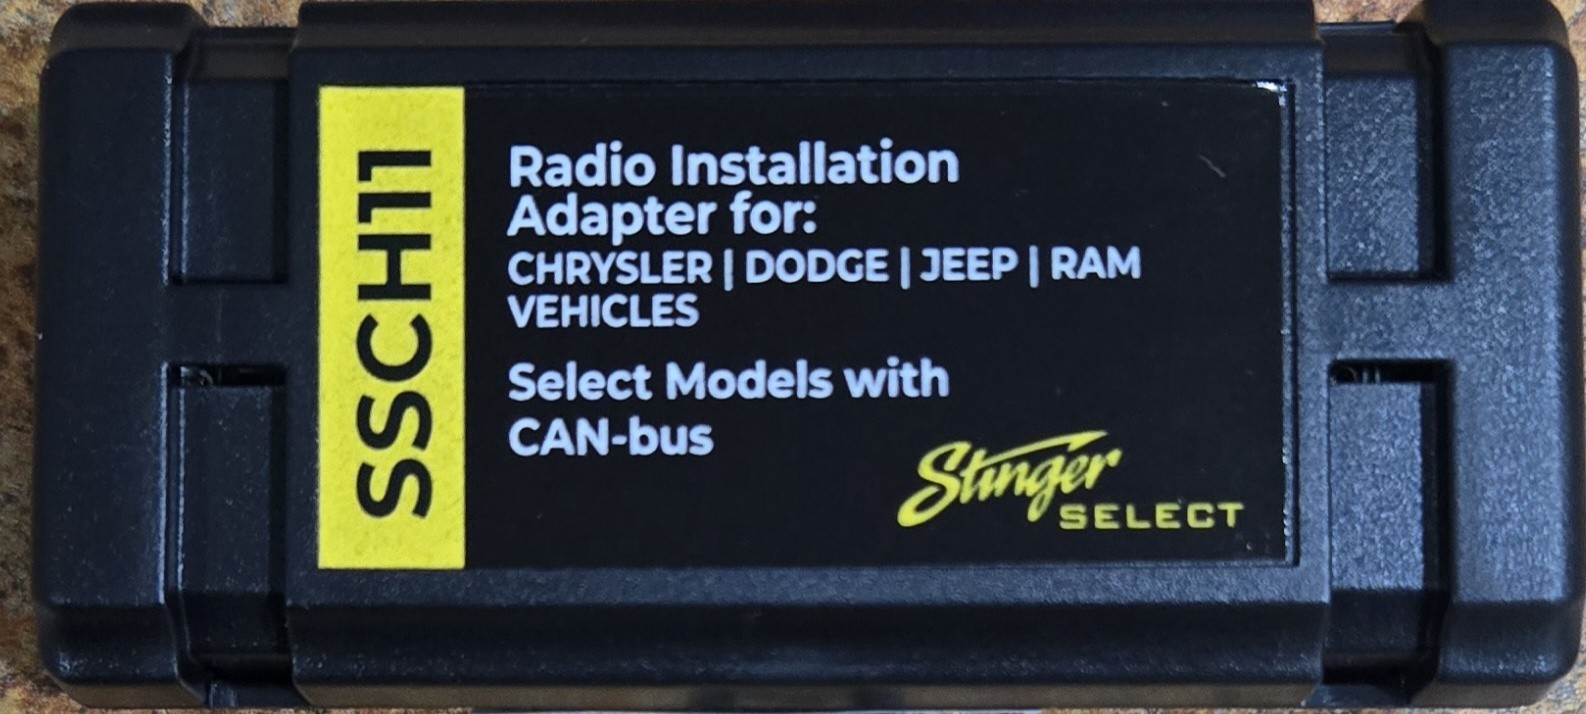 SSCH11
Radio Installation
Adapter for:
CHRYSLER | DODGE | JEEP | RAM
VEHICLES
Select Models with
CAN-bus
Stinger
SELECT